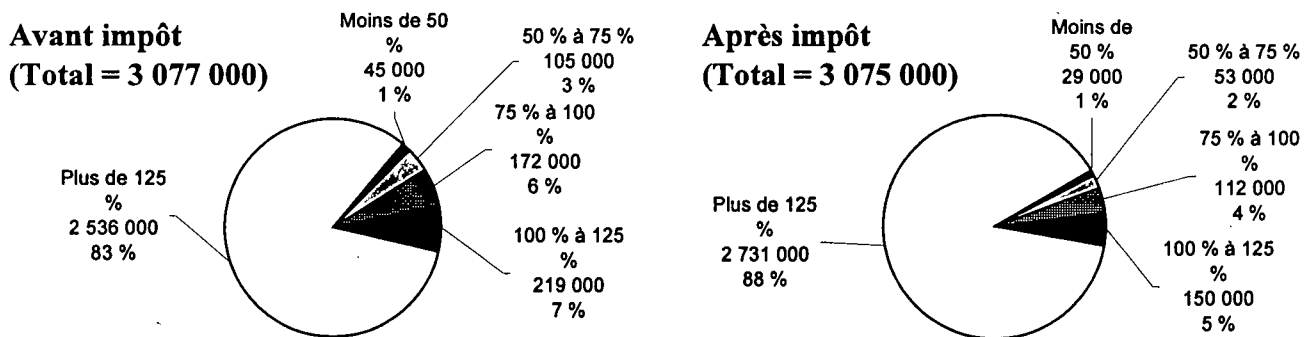 Avant impôt
(Total = 3 077 000)
Moins de 50
%
45 000
1 %
50 % à 75 %
105 000
3 %
75 % à 100
%
172 000
6 %
100 % à 125
%
219 000
7 %
Plus de 125
%
2 536 000
83 %
Après impôt
(Total = 3 075 000)
Moins de
50 %
29 000
1 %
50 % à 75 %
53 000
2 %
75 % à 100
%
112 000
4 %
100 % à 125
%
150 000
5 %
Plus de 125
%
2 731 000
88 %